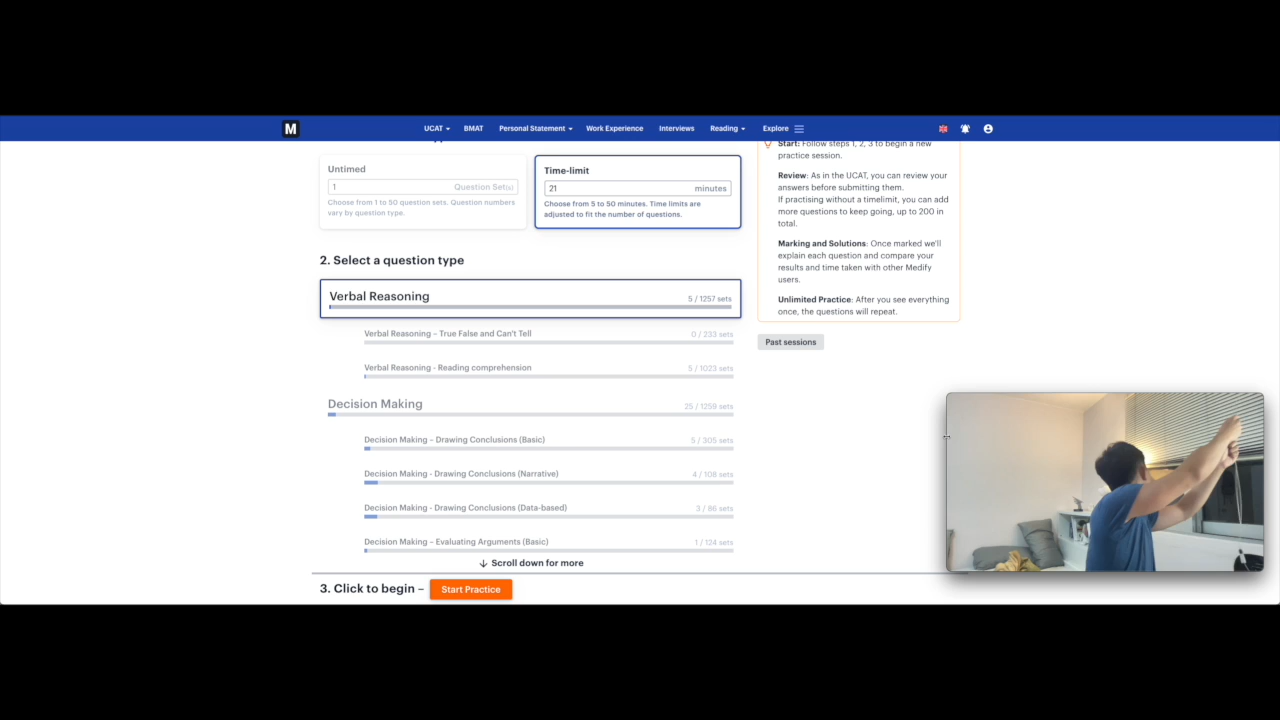 M
UCAT
BMAT
Personal Statement
Work Experience
Interviews
Reading
Explore
Untimed
1 Question Set(s)
Choose from 1 to 50 question sets. Question numbers
vary by question type.
Time-limit
21 minutes
Choose from 5 to 50 minutes. Time limits are
adjusted to fit the number of questions.
2. Select a question type
Verbal Reasoning 5 / 1257 sets
Verbal Reasoning – True False and Can't Tell 0 / 233 sets
Verbal Reasoning - Reading comprehension 5 / 1023 sets
Decision Making 25 / 1259 sets
Decision Making – Drawing Conclusions (Basic) 5 / 305 sets
Decision Making - Drawing Conclusions (Narrative) 4 / 108 sets
Decision Making - Drawing Conclusions (Data-based) 3 / 86 sets
Decision Making – Evaluating Arguments (Basic) 1 / 124 sets
Scroll down for more
3. Click to begin – Start Practice
Start: Follow steps 1, 2, 3 to begin a new
practice session.
Review: As in the UCAT, you can review your
answers before submitting them.
If practising without a timelimit, you can add
more questions to keep going, up to 200 in
total.
Marking and Solutions: Once marked we'll
explain each question and compare your
results and time taken with other Medify
users.
Unlimited Practice: After you see everything
once, the questions will repeat.
Past sessions